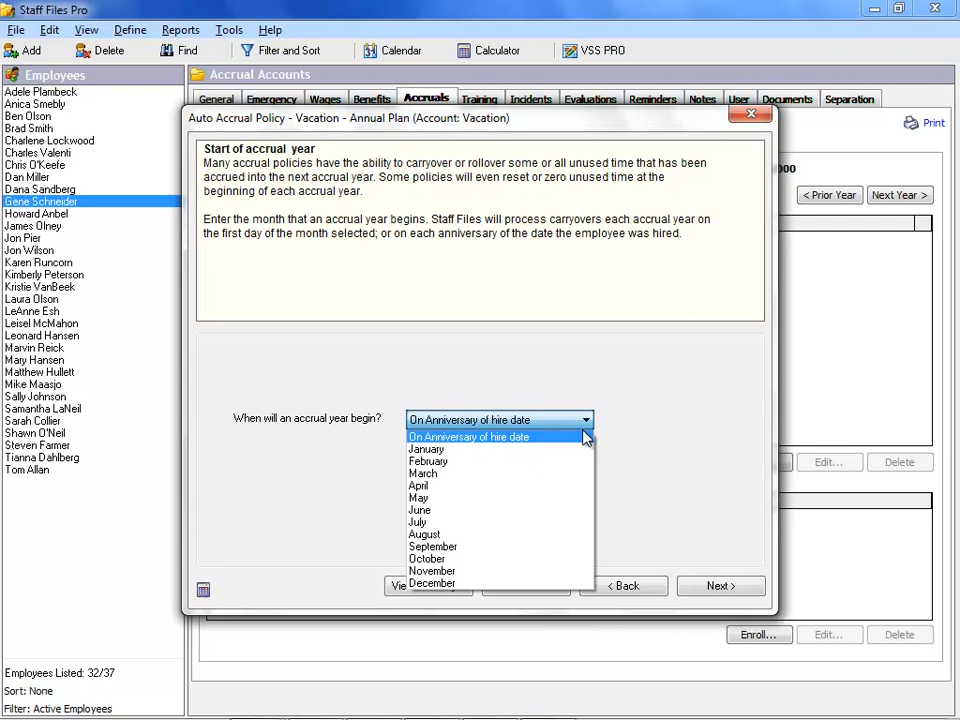 Staff Files Pro
File Edit View Define Reports Tools Help
Add Delete Find Filter and Sort Calendar Calculator VSS PRO
Employees
Adele Plambeck
Anica Smebly
Ben Olson
Brad Smith
Charlene Lockwood
Charles Valenti
Chris O'Keefe
Dan Miller
Dana Sandberg
Gene Schneider
Howard Anbel
James Olney
Jon Pier
Jon Wilson
Karen Runcorn
Kimberly Peterson
Kristie VanBeek
Laura Olson
LeAnne Esh
Leisel McMahon
Leonard Hansen
Marvin Reick
Mary Hansen
Matthew Hullett
Mike Maasjo
Sally Johnson
Samantha LaNeil
Sarah Collier
Shawn O'Neil
Steven Farmer
Tianna Dahlberg
Tom Allan
Employees Listed: 32/37
Sort: None
Filter: Active Employees
Accrual Accounts
General Emergency Wages Benefits Accruals Training Incidents Evaluations Reminders Notes User Documents Separation
Print
000
< Prior Year Next Year >
Edit... Delete
Enroll... Edit... Delete
Auto Accrual Policy - Vacation - Annual Plan (Account: Vacation)
Start of accrual year
Many accrual policies have the ability to carryover or rollover some or all unused time that has been
accrued into the next accrual year. Some policies will even reset or zero unused time at the
beginning of each accrual year.
Enter the month that an accrual year begins. Staff Files will process carryovers each accrual year on
the first day of the month selected; or on each anniversary of the date the employee was hired.
When will an accrual year begin? On Anniversary of hire date
On Anniversary of hire date
January
February
March
April
May
June
July
August
September
October
November
December
< Back Next >